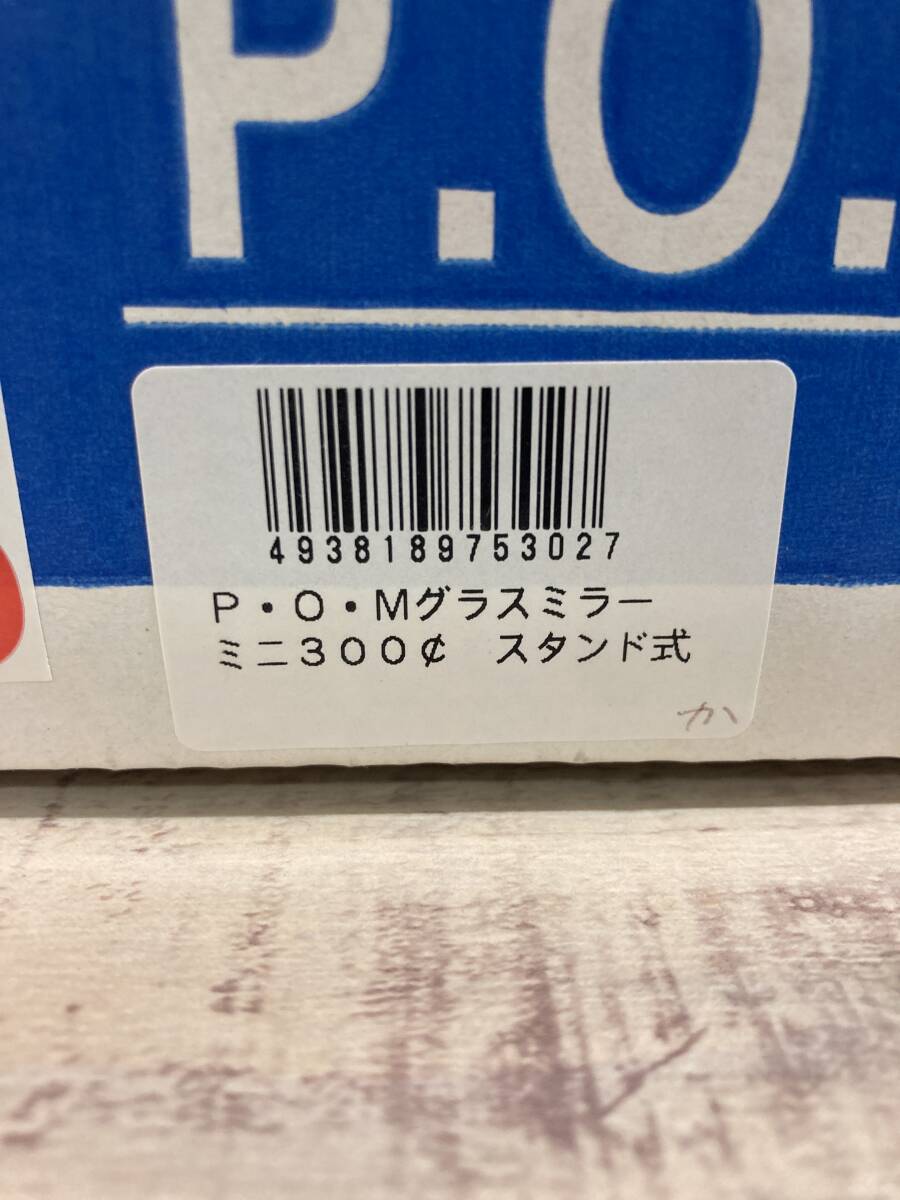 P.O.
4938189753027
P・O・Mグラスミラー
ミニ300¢ スタンド式
か